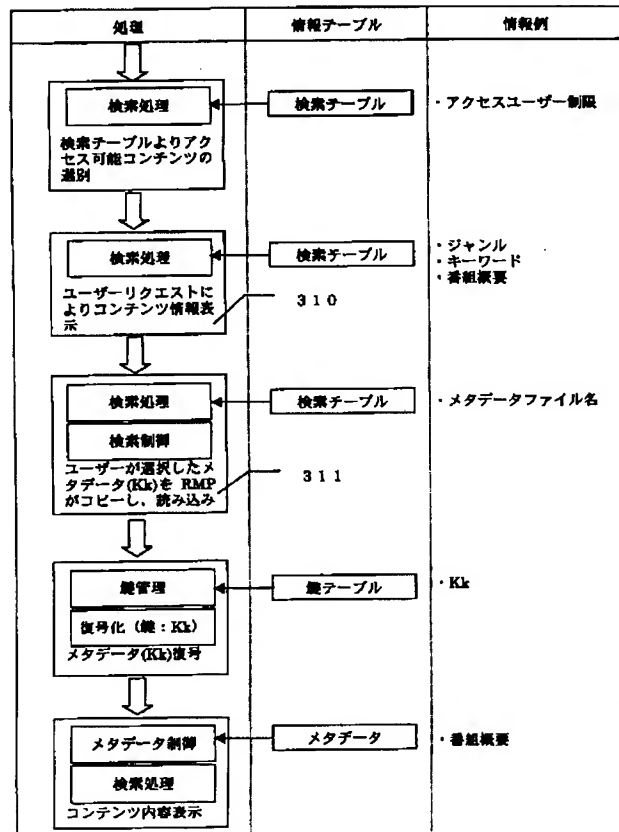 処理 情報テーブル 情報例
検索処理 検索テーブル ・アクセスユーザー制限
検索テーブルよりアク
セス可能コンテンツの
選別
検索処理 検索テーブル ・ジャンル
・キーワード
・番組概要
ユーザーリクエストに
よりコンテンツ情報表
示
310
検索処理 検索テーブル ・メタデータファイル名
検索制御
ユーザーが選択したメ
タデータ(Kk)を RMP
がコピーし、読み込み
311
鍵管理 鍵テーブル ・Kk
復号化（鍵：Kk）
メタデータ(Kk)復号
メタデータ制御 メタデータ ・番組概要
検索処理
コンテンツ内容表示